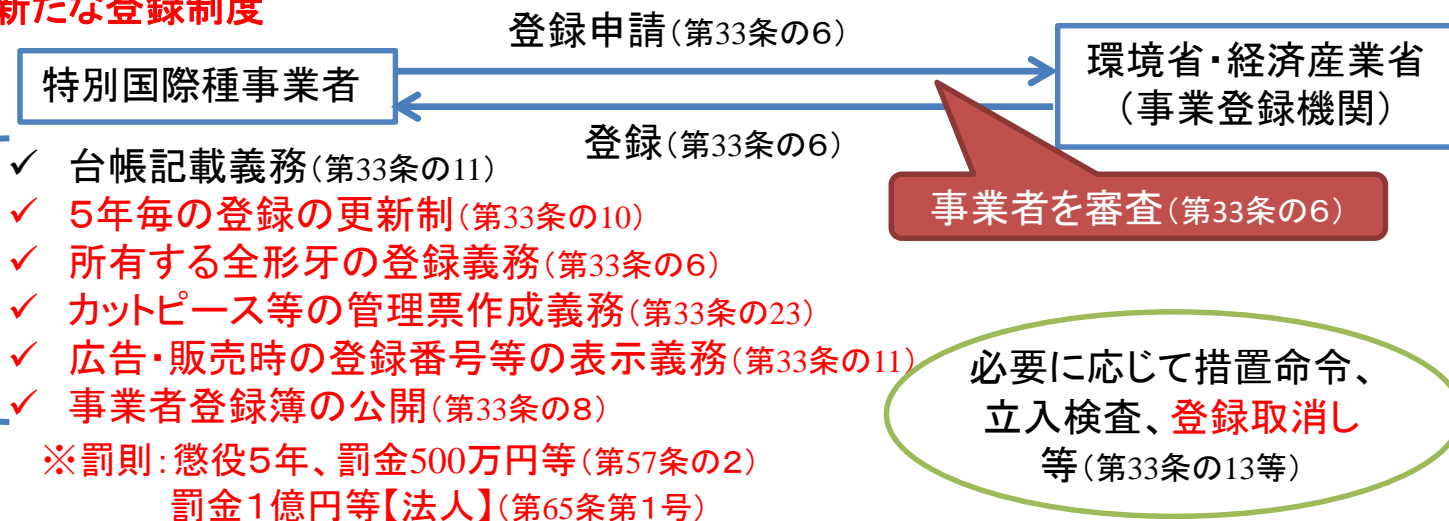 新たな登録制度
登録申請(第33条の６)
特別国際種事業者
環境省・経済産業省
(事業登録機関)
登録(第33条の６)
事業者を審査(第33条の６)
✓ 台帳記載義務(第33条の11)
✓ ５年毎の登録の更新制(第33条の10)
✓ 所有する全形牙の登録義務(第33条の６)
✓ カットピース等の管理票作成義務(第33条の23)
✓ 広告・販売時の登録番号等の表示義務(第33条の11)
✓ 事業者登録簿の公開(第33条の８)
※罰則：懲役５年、罰金500万円等(第57条の２)
罰金１億円等【法人】(第65条第１号)
必要に応じて措置命令、
立入検査、登録取消し
等(第33条の13等)